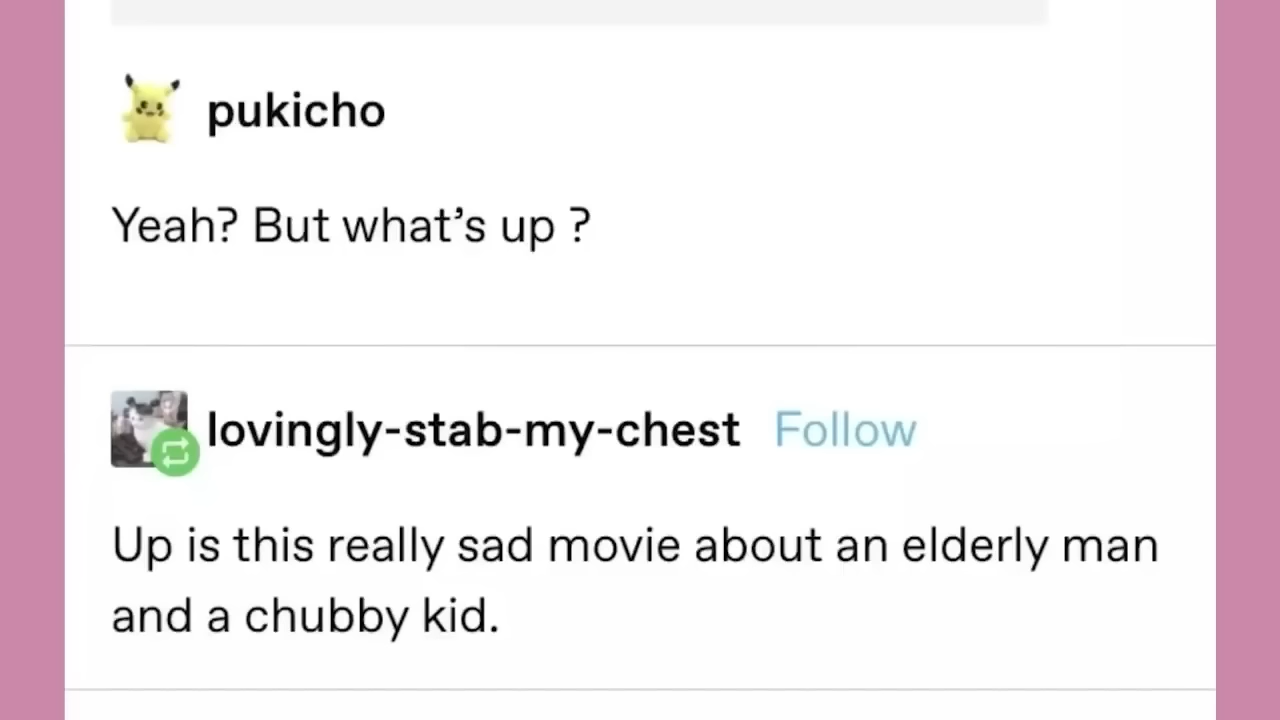 pukicho
Yeah? But what's up ?
lovingly-stab-my-chest Follow
Up is this really sad movie about an elderly man
and a chubby kid.